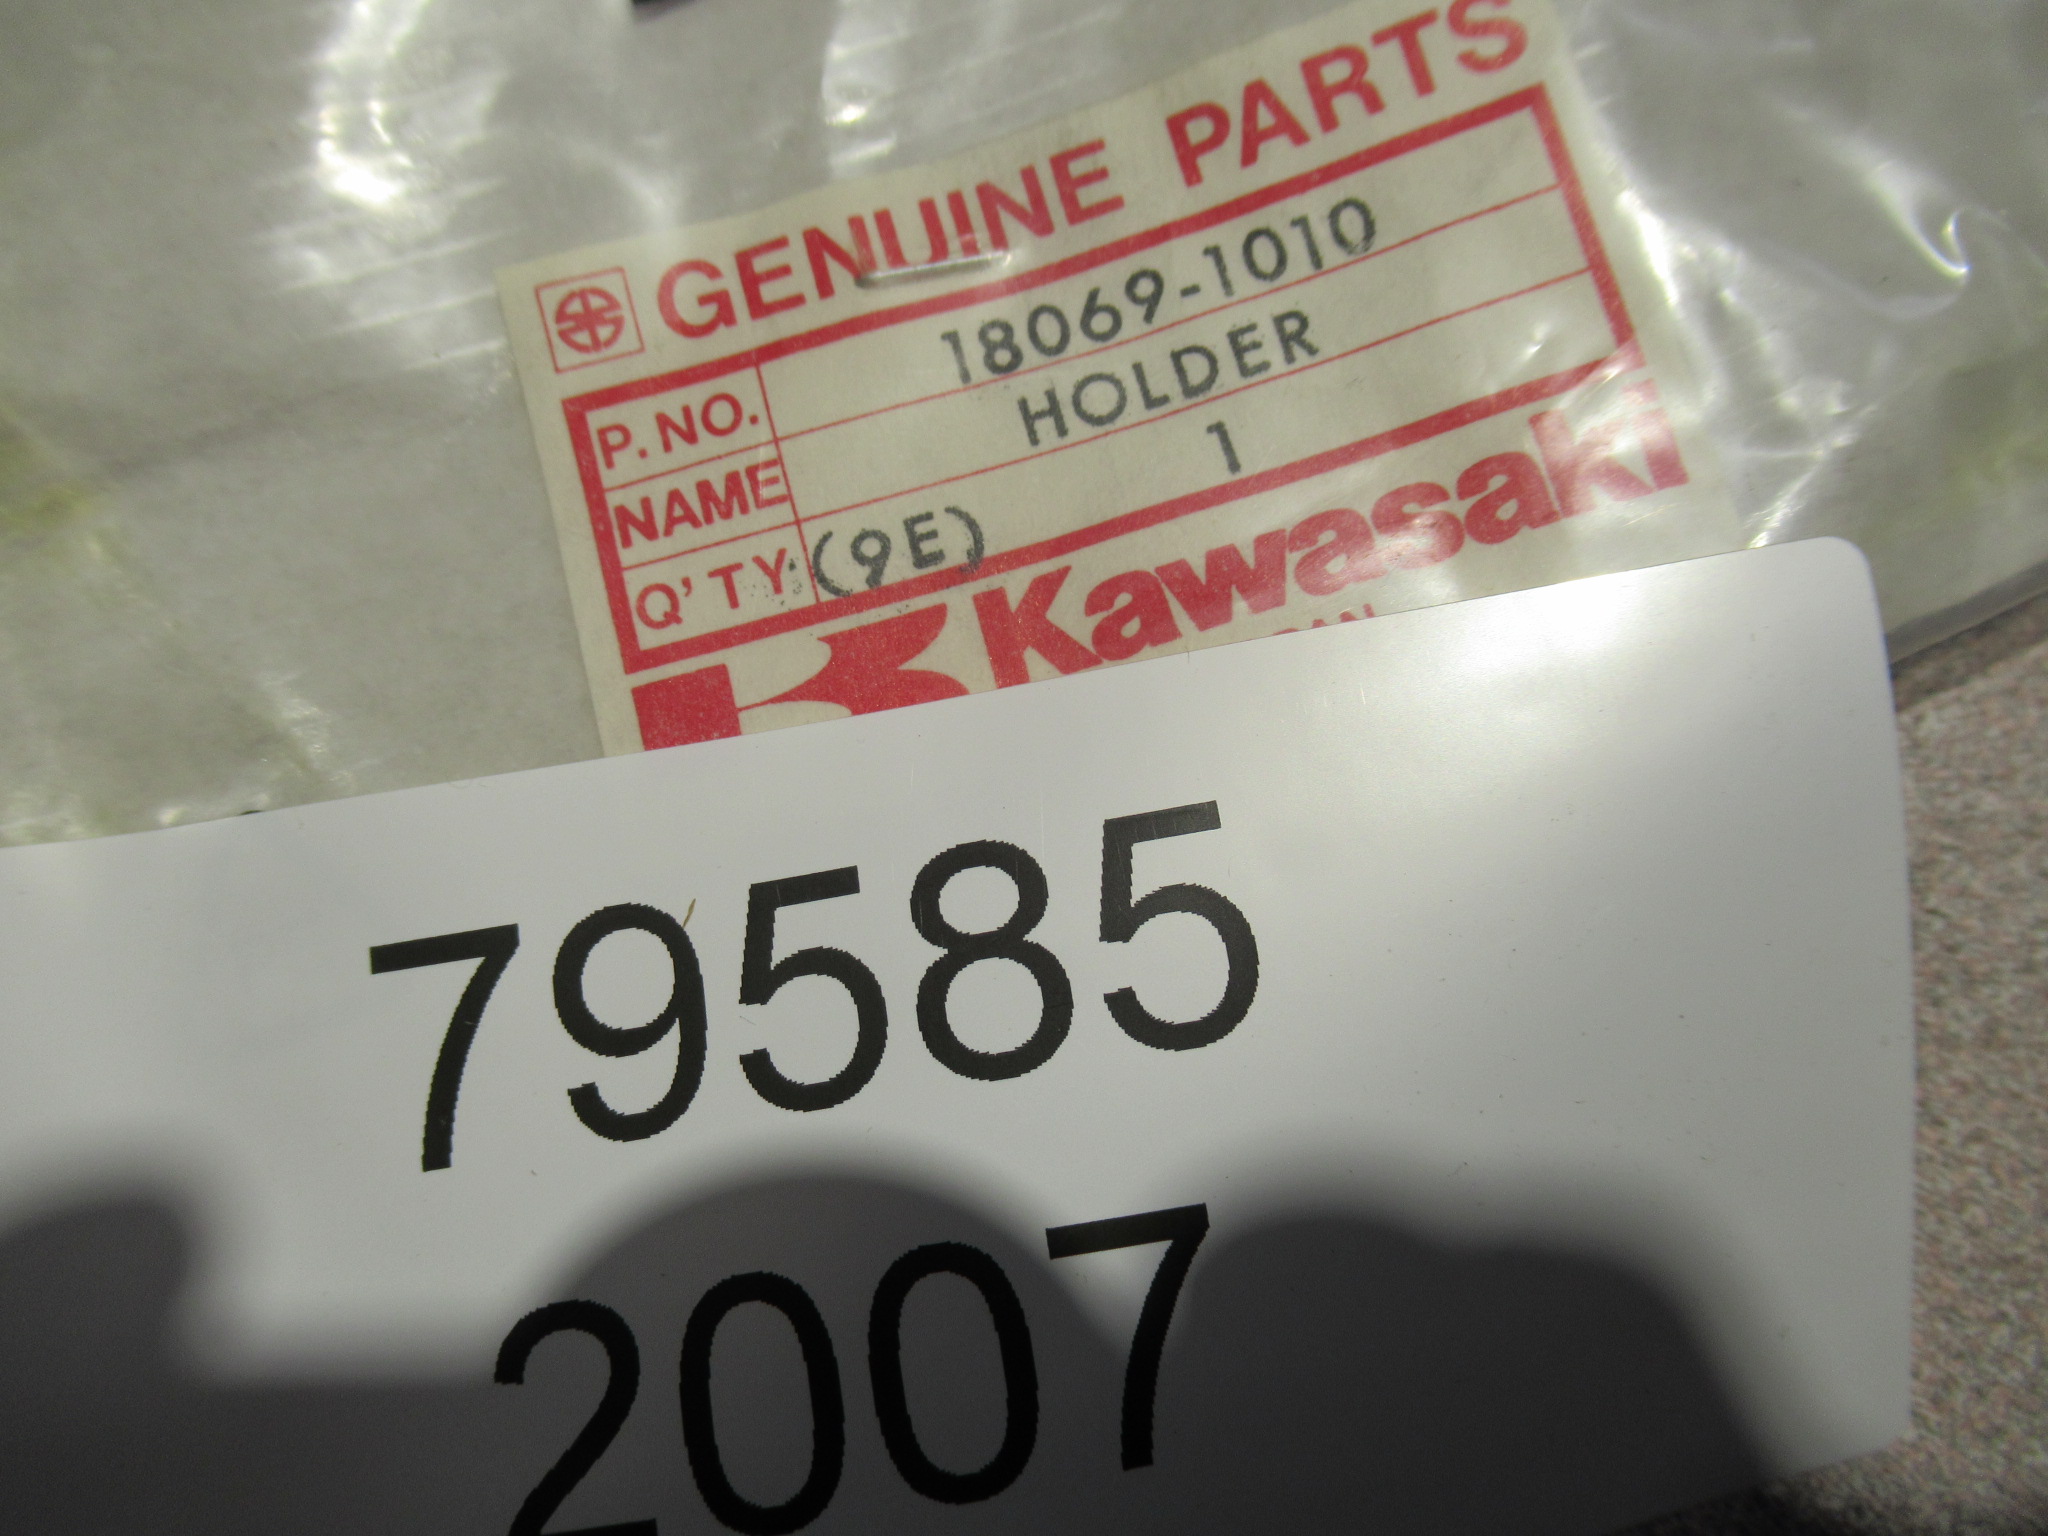 GENUINE PARTS
P. NO. 18069-1010
NAME HOLDER
Q'TY (9E) 1
Kawasaki
79585
2007